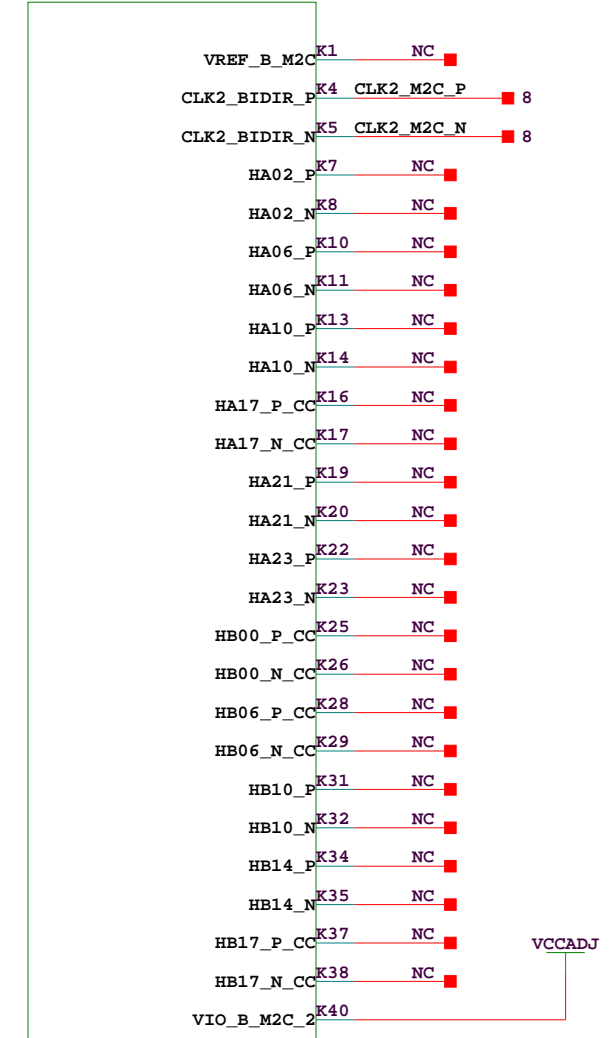 VREF_B_M2C K1 NC
CLK2_BIDIR_P K4 CLK2_M2C_P 8
CLK2_BIDIR_N K5 CLK2_M2C_N 8
HA02_P K7 NC
HA02_N K8 NC
HA06_P K10 NC
HA06_N K11 NC
HA10_P K13 NC
HA10_N K14 NC
HA17_P_CC K16 NC
HA17_N_CC K17 NC
HA21_P K19 NC
HA21_N K20 NC
HA23_P K22 NC
HA23_N K23 NC
HB00_P_CC K25 NC
HB00_N_CC K26 NC
HB06_P_CC K28 NC
HB06_N_CC K29 NC
HB10_P K31 NC
HB10_N K32 NC
HB14_P K34 NC
HB14_N K35 NC
HB17_P_CC K37 NC VCCADJ
HB17_N_CC K38 NC
VIO_B_M2C_2 K40